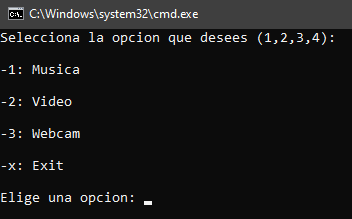 C:\Windows\system32\cmd.exe
Selecciona la opcion que desees (1,2,3,4):
-1: Musica
-2: Video
-3: Webcam
-x: Exit
Elige una opcion: